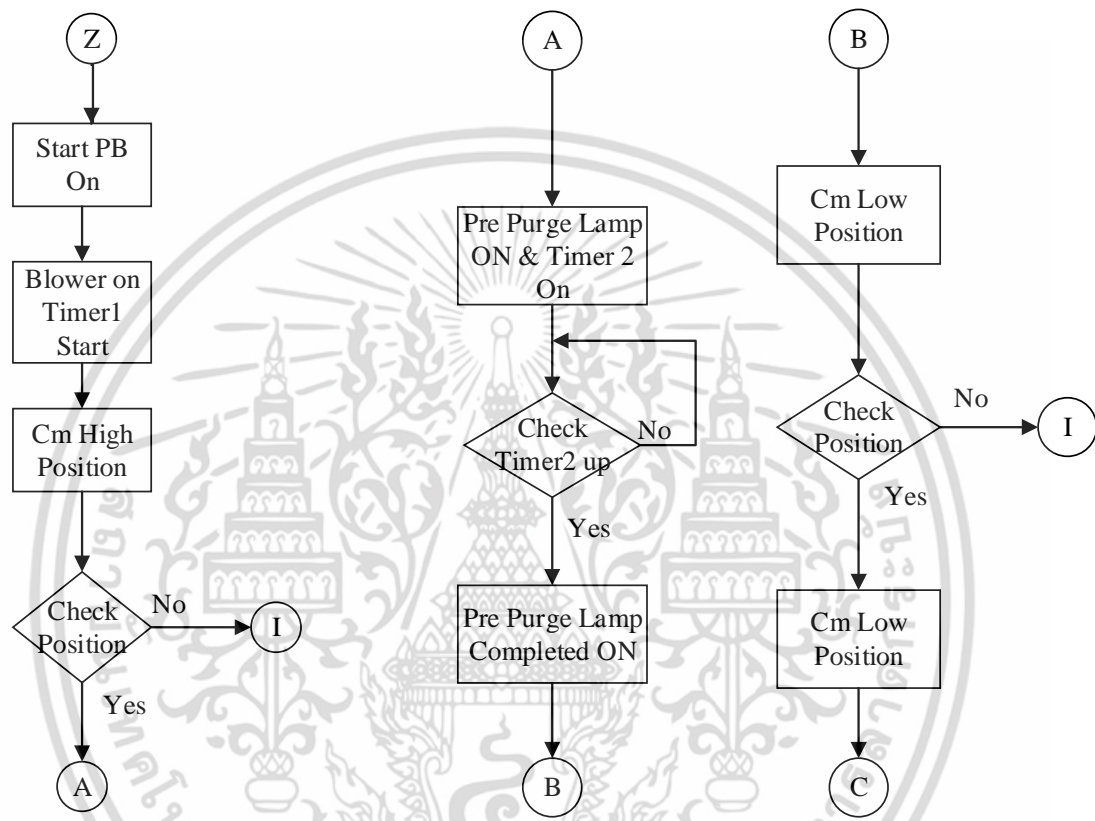 Z
Start PB
On
Blower on
Timer1
Start
Cm High
Position
Check
Position
No
I
Yes
A
A
Pre Purge Lamp
ON & Timer 2
On
Check
Timer2 up
No
Yes
Pre Purge Lamp
Completed ON
B
B
Cm Low
Position
Check
Position
No
I
Yes
Cm Low
Position
C